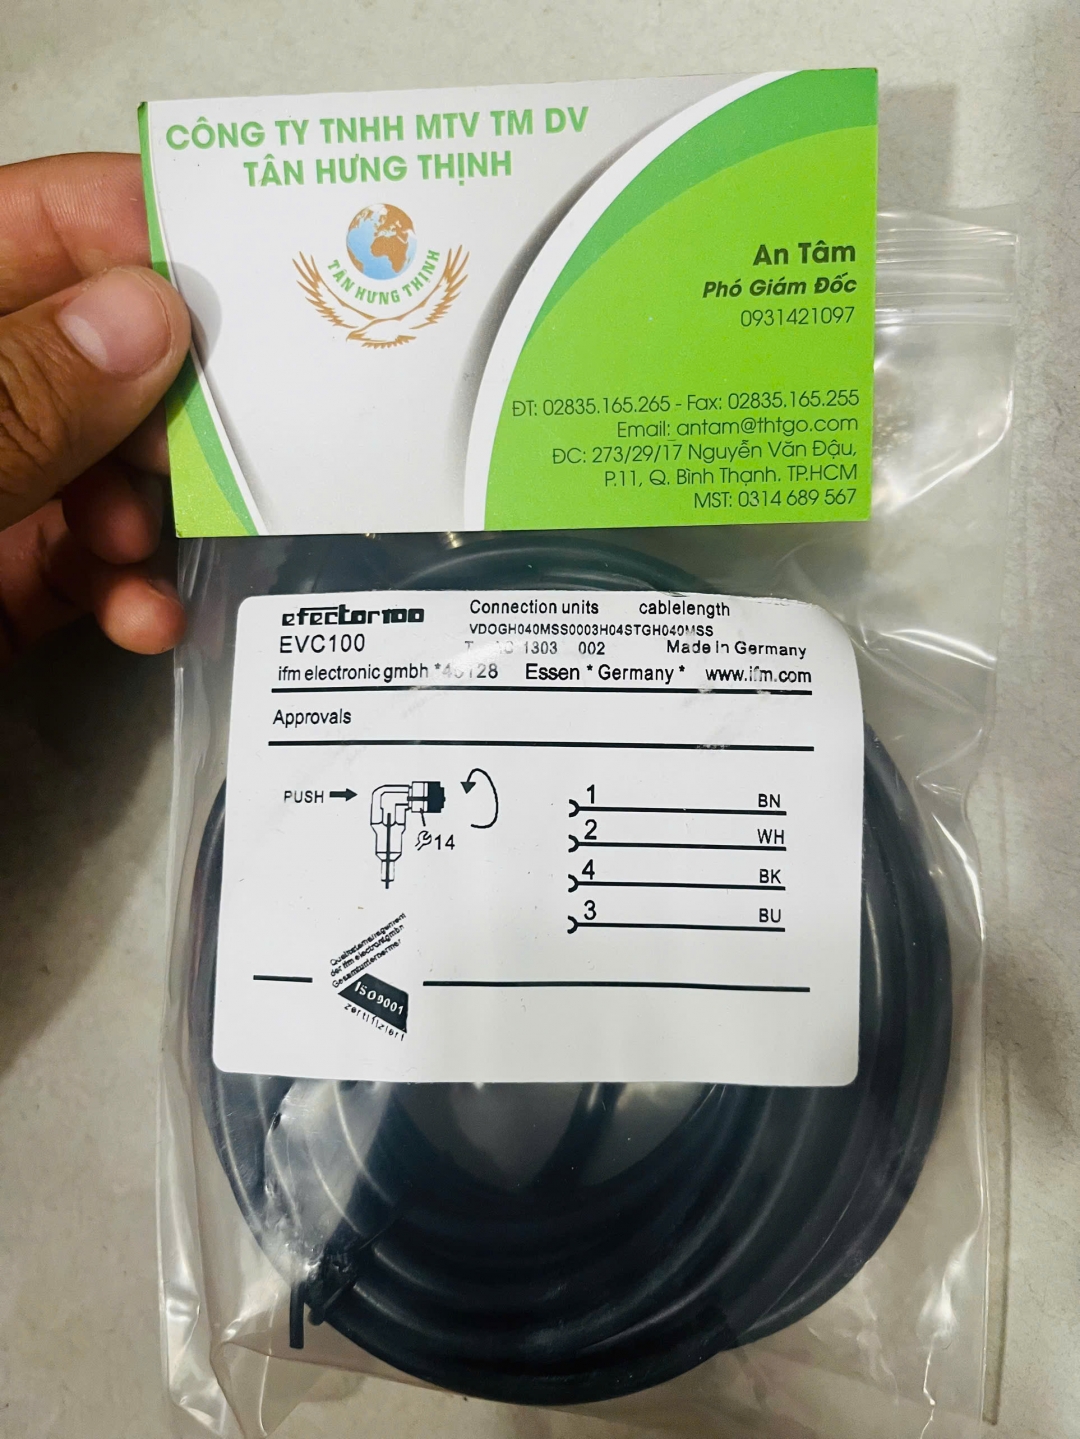 CÔNG TY TNHH MTV TM DV
TÂN HƯNG THỊNH
TÂN HƯNG THỊNH
An Tâm
Phó Giám Đốc
0931421097
ĐT: 02835.165.265 - Fax: 02835.165.255
Email: antam@thtgo.com
ĐC: 273/29/17 Nguyễn Văn Đậu,
P.11, Q. Bình Thạnh. TP.HCM
MST: 0314 689 567
efector100 Connection units cablelength
EVC100 VDOGH040MSS0003H04STGH040MSS
1303 002 Made in Germany
ifm electronic gmbh Essen * Germany * www.ifm.com
Approvals
PUSH
14
1 BN
2 WH
4 BK
3 BU
der ifm electronic gmbh
ISO9001
zertifiziert